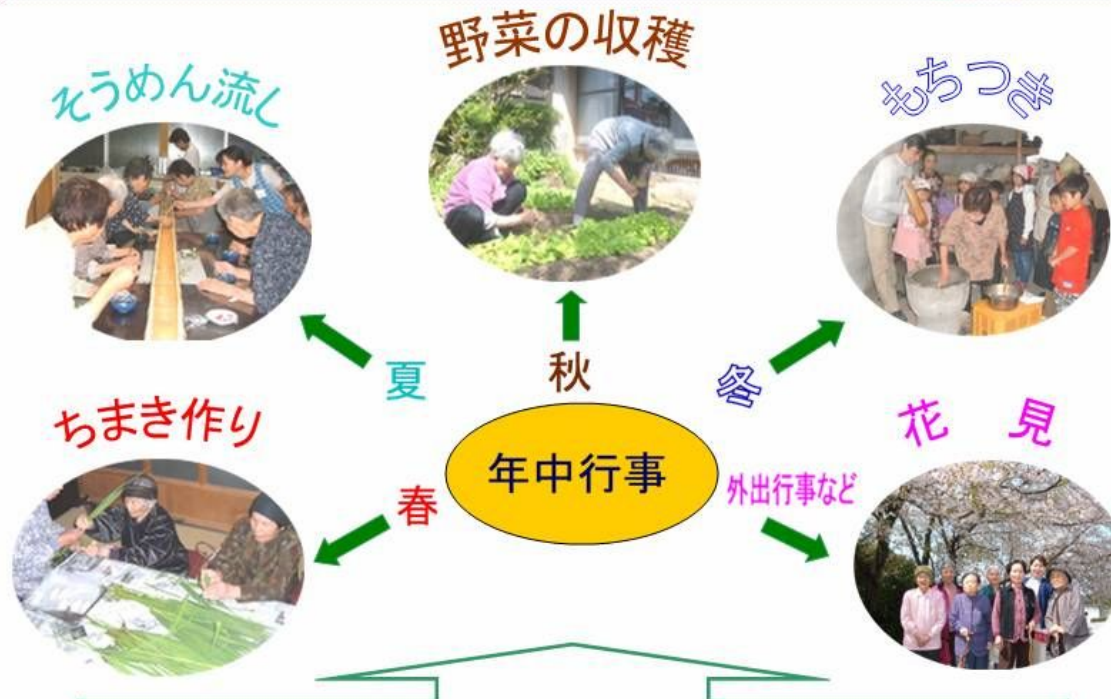 野菜の収穫
そうめん流し
もちつき
夏
秋
冬
ちまき作り
花見
年中行事
春
外出行事など